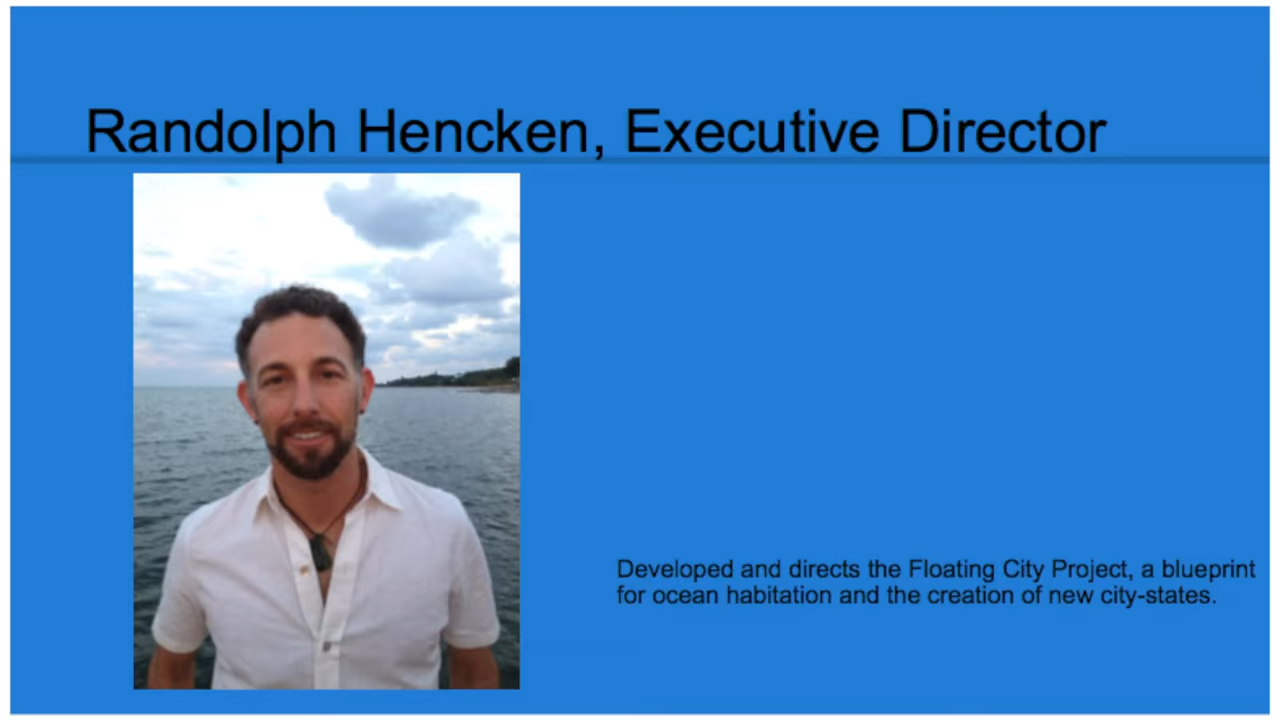 Randolph Hencken, Executive Director
Developed and directs the Floating City Project, a blueprint
for ocean habitation and the creation of new city-states.